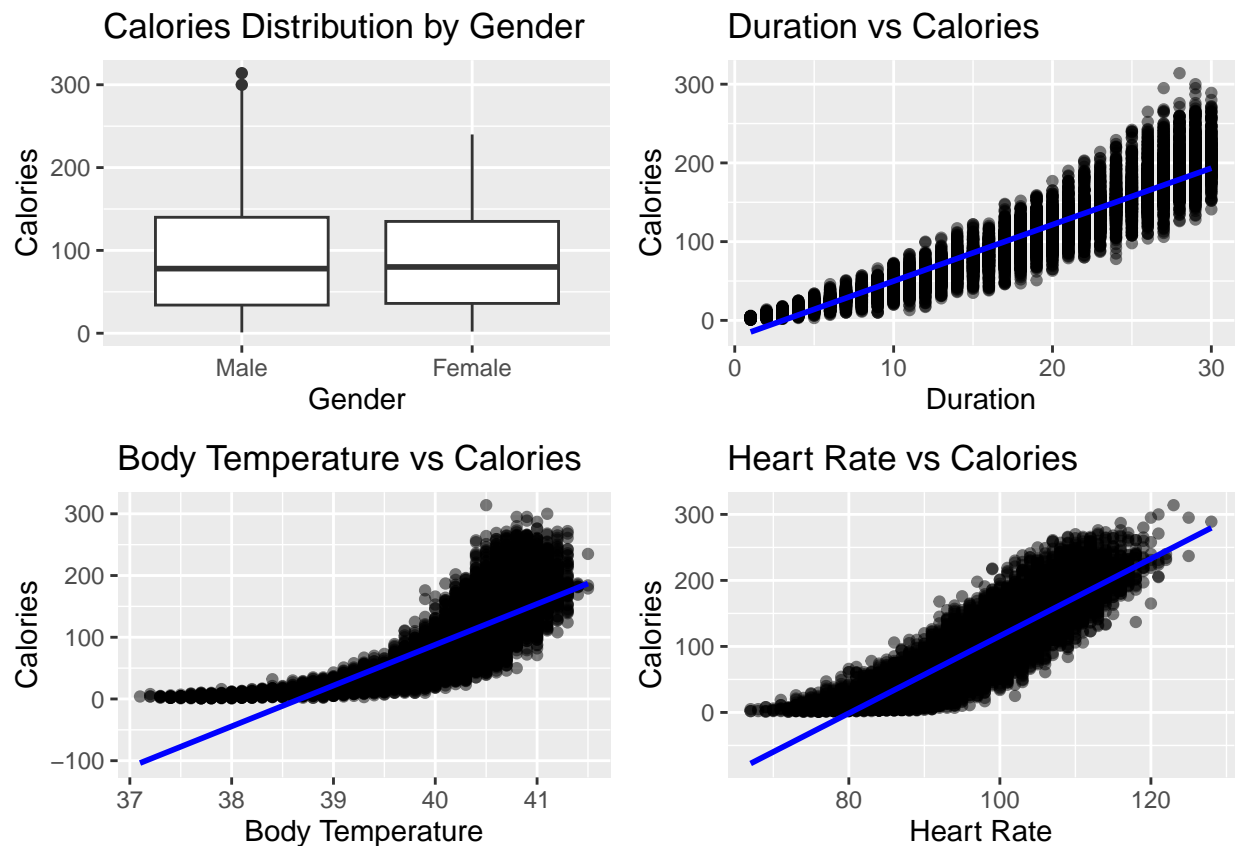 Calories Distribution by Gender
300
200
100
0
Calories
Male Female
Gender
Duration vs Calories
300
200
100
0
Calories
0 10 20 30
Duration
Body Temperature vs Calories
300
200
100
0
−100
Calories
37 38 39 40 41
Body Temperature
Heart Rate vs Calories
300
200
100
0
Calories
80 100 120
Heart Rate